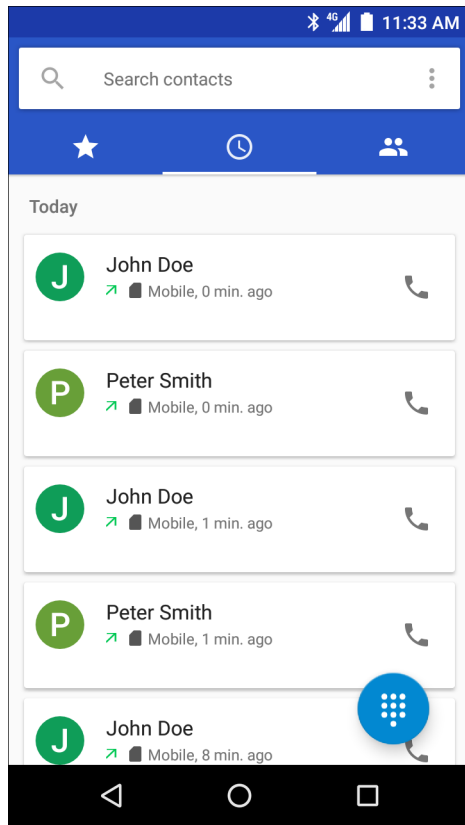 4G 11:33 AM
Search contacts
Today
J
John Doe
Mobile, 0 min. ago
P
Peter Smith
Mobile, 0 min. ago
J
John Doe
Mobile, 1 min. ago
P
Peter Smith
Mobile, 1 min. ago
J
John Doe
Mobile, 8 min. ago